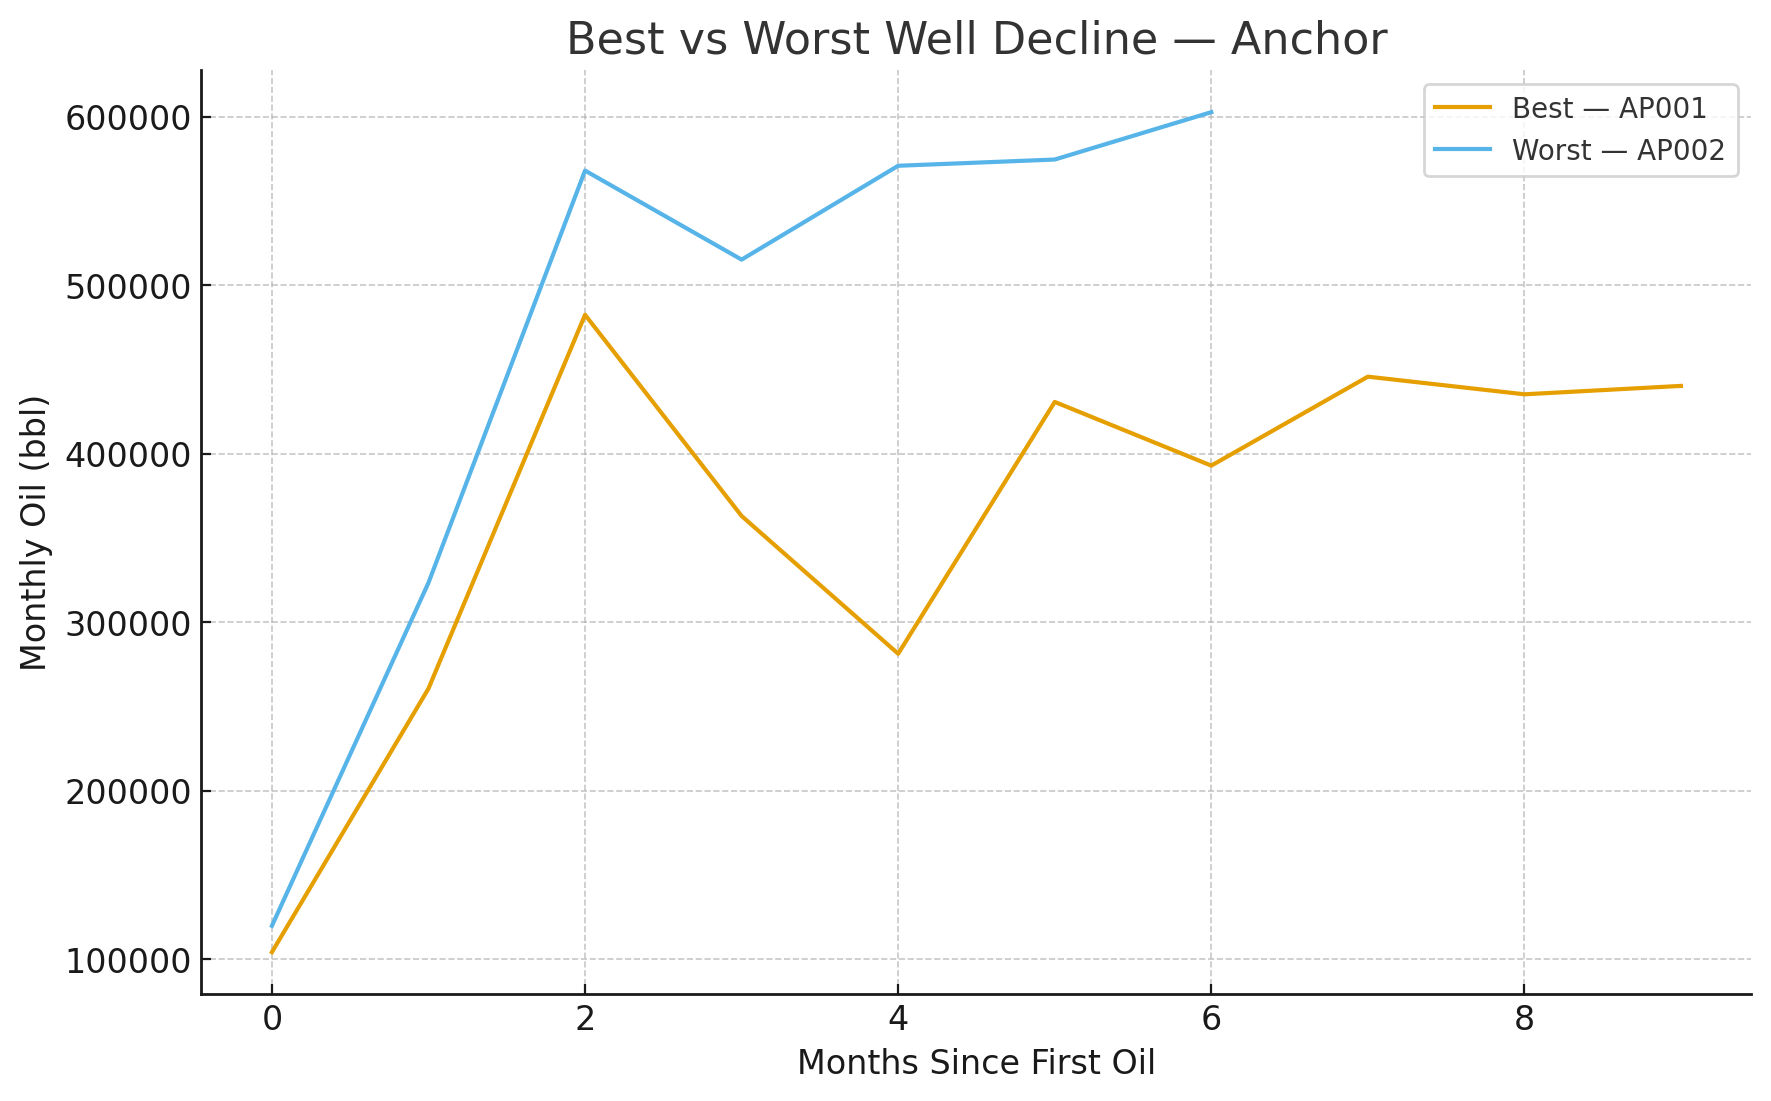 Best vs Worst Well Decline — Anchor
Best — AP001
Worst — AP002
Monthly Oil (bbl)
600000
500000
400000
300000
200000
100000
0 2 4 6 8
Months Since First Oil